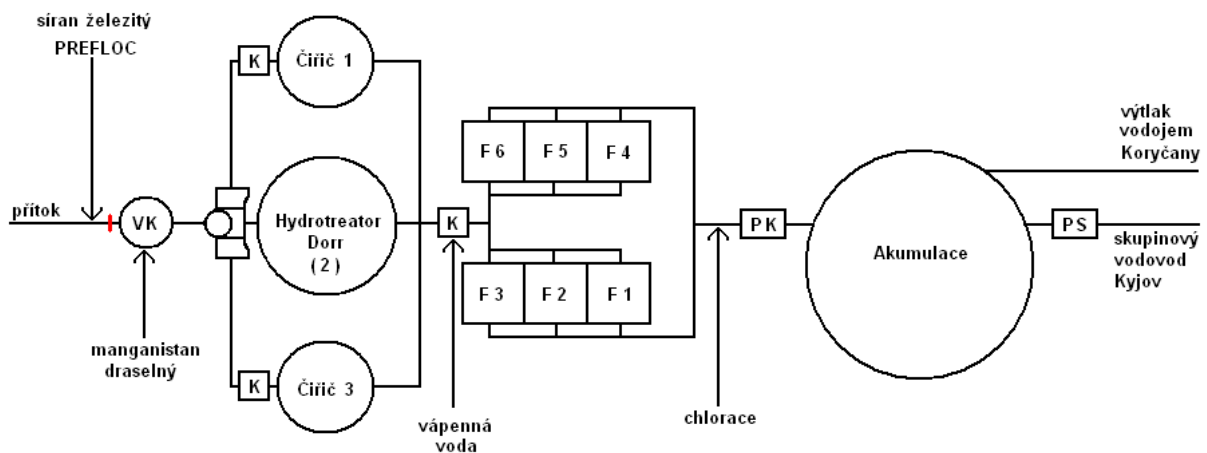 síran železitý
PREFLOC
K
Čiřič 1
přítok
VK
manganistan
draselný
Hydrotreator
Dorr
( 2 )
K
Čiřič 3
K
vápenná
voda
F 6
F 5
F 4
F 3
F 2
F 1
chlorace
PK
Akumulace
výtlak
vodojem
Koryčany
PS
skupinový
vodovod
Kyjov